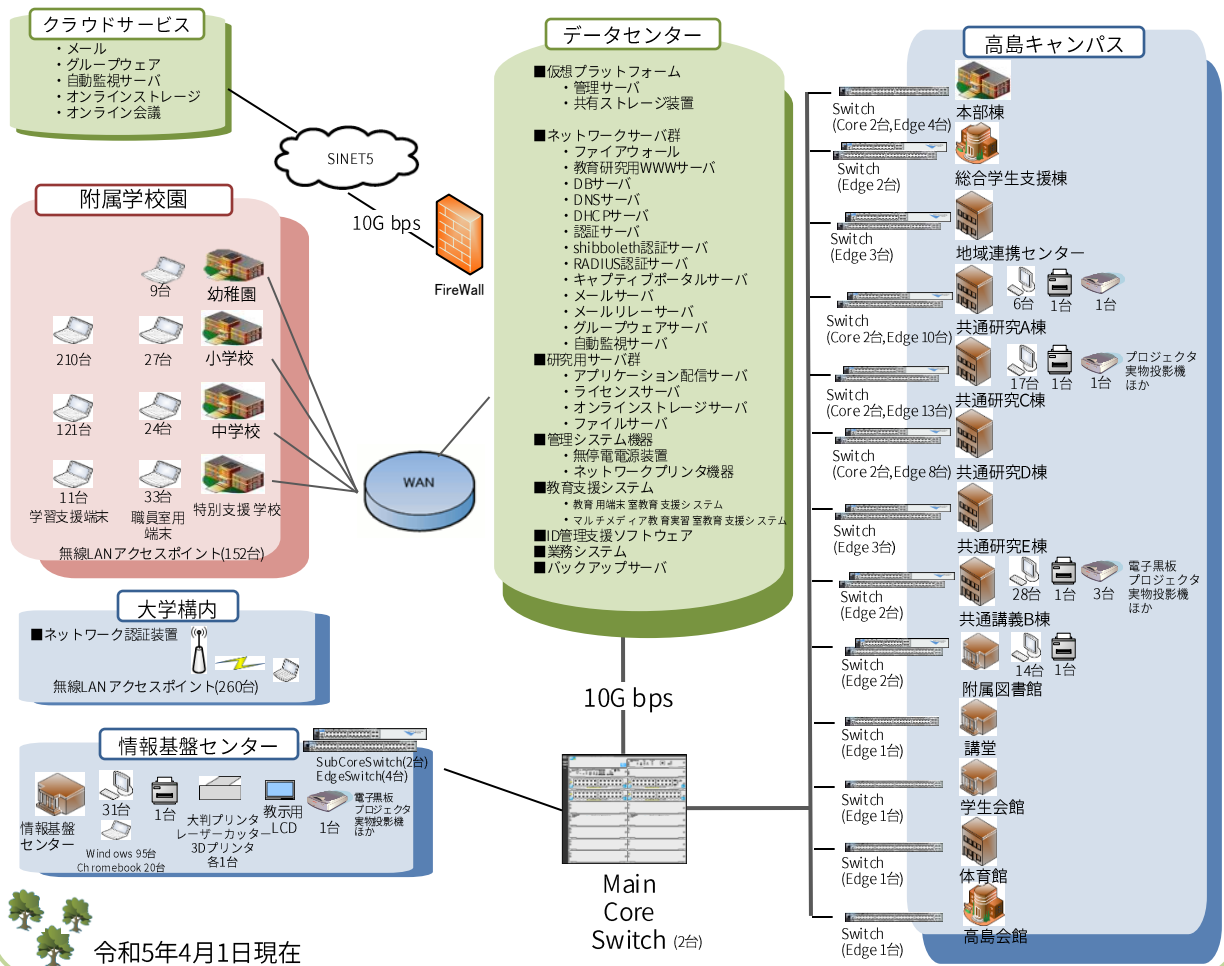 クラウドサービス
・メール
・グループウェア
・自動監視サーバ
・オンラインストレージ
・オンライン会議
SINET5
10G bps
FireWall
附属学校園
9台
幼稚園
210台
27台
小学校
121台
24台
中学校
11台
33台
特別支援学校
学習支援端末
職員室用
端末
無線LANアクセスポイント(152台)
WAN
大学構内
■ネットワーク認証装置
無線LANアクセスポイント(260台)
情報基盤センター
SubCoreSwitch(2台)
EdgeSwitch(4台)
情報基盤
センター
31台
Windows 95台
Chromebook 20台
1台
大判プリンタ
レーザーカッター
3Dプリンタ
各1台
教示用
LCD
1台
電子黒板
プロジェクタ
実物投影機
ほか
令和5年4月1日現在
データセンター
■仮想プラットフォーム
・管理サーバ
・共有ストレージ装置
■ネットワークサーバ群
・ファイアウォール
・教育研究用WWWサーバ
・DBサーバ
・DNSサーバ
・DHCPサーバ
・認証サーバ
・shibboleth認証サーバ
・RADIUS認証サーバ
・キャプティブポータルサーバ
・メールサーバ
・メールリレーサーバ
・グループウェアサーバ
・自動監視サーバ
■研究用サーバ群
・アプリケーション配信サーバ
・ライセンスサーバ
・オンラインストレージサーバ
・ファイルサーバ
■管理システム機器
・無停電電源装置
・ネットワークプリンタ機器
■教育支援システム
・教育用端末室教育支援システム
・マルチメディア教育実習室教育支援システム
■ID管理支援ソフトウェア
■業務システム
■バックアップサーバ
10G bps
Main
Core
Switch (2台)
高島キャンパス
Switch
(Core 2台,Edge 4台)
本部棟
Switch
(Edge 2台)
総合学生支援棟
Switch
(Edge 3台)
地域連携センター
Switch
(Core 2台,Edge 10台)
共通研究A棟
6台
1台
1台
Switch
(Core 2台,Edge 13台)
共通研究C棟
17台
1台
1台
プロジェクタ
実物投影機
ほか
Switch
(Core 2台,Edge 8台)
共通研究D棟
Switch
(Edge 3台)
共通研究E棟
Switch
(Edge 2台)
共通講義B棟
28台
1台
3台
電子黒板
プロジェクタ
実物投影機
ほか
Switch
(Edge 2台)
附属図書館
14台
1台
Switch
(Edge 1台)
講堂
Switch
(Edge 1台)
学生会館
Switch
(Edge 1台)
体育館
Switch
(Edge 1台)
高島会館